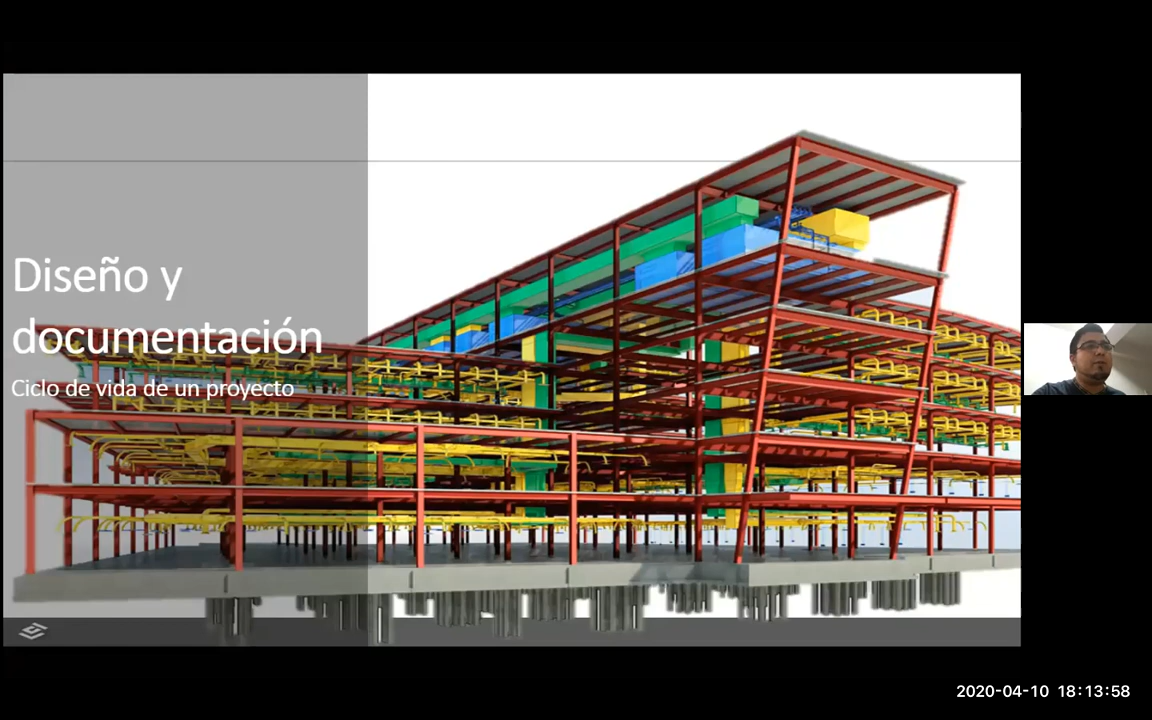 Diseño y
documentación
Ciclo de vida de un proyecto
2020-04-10 18:13:58